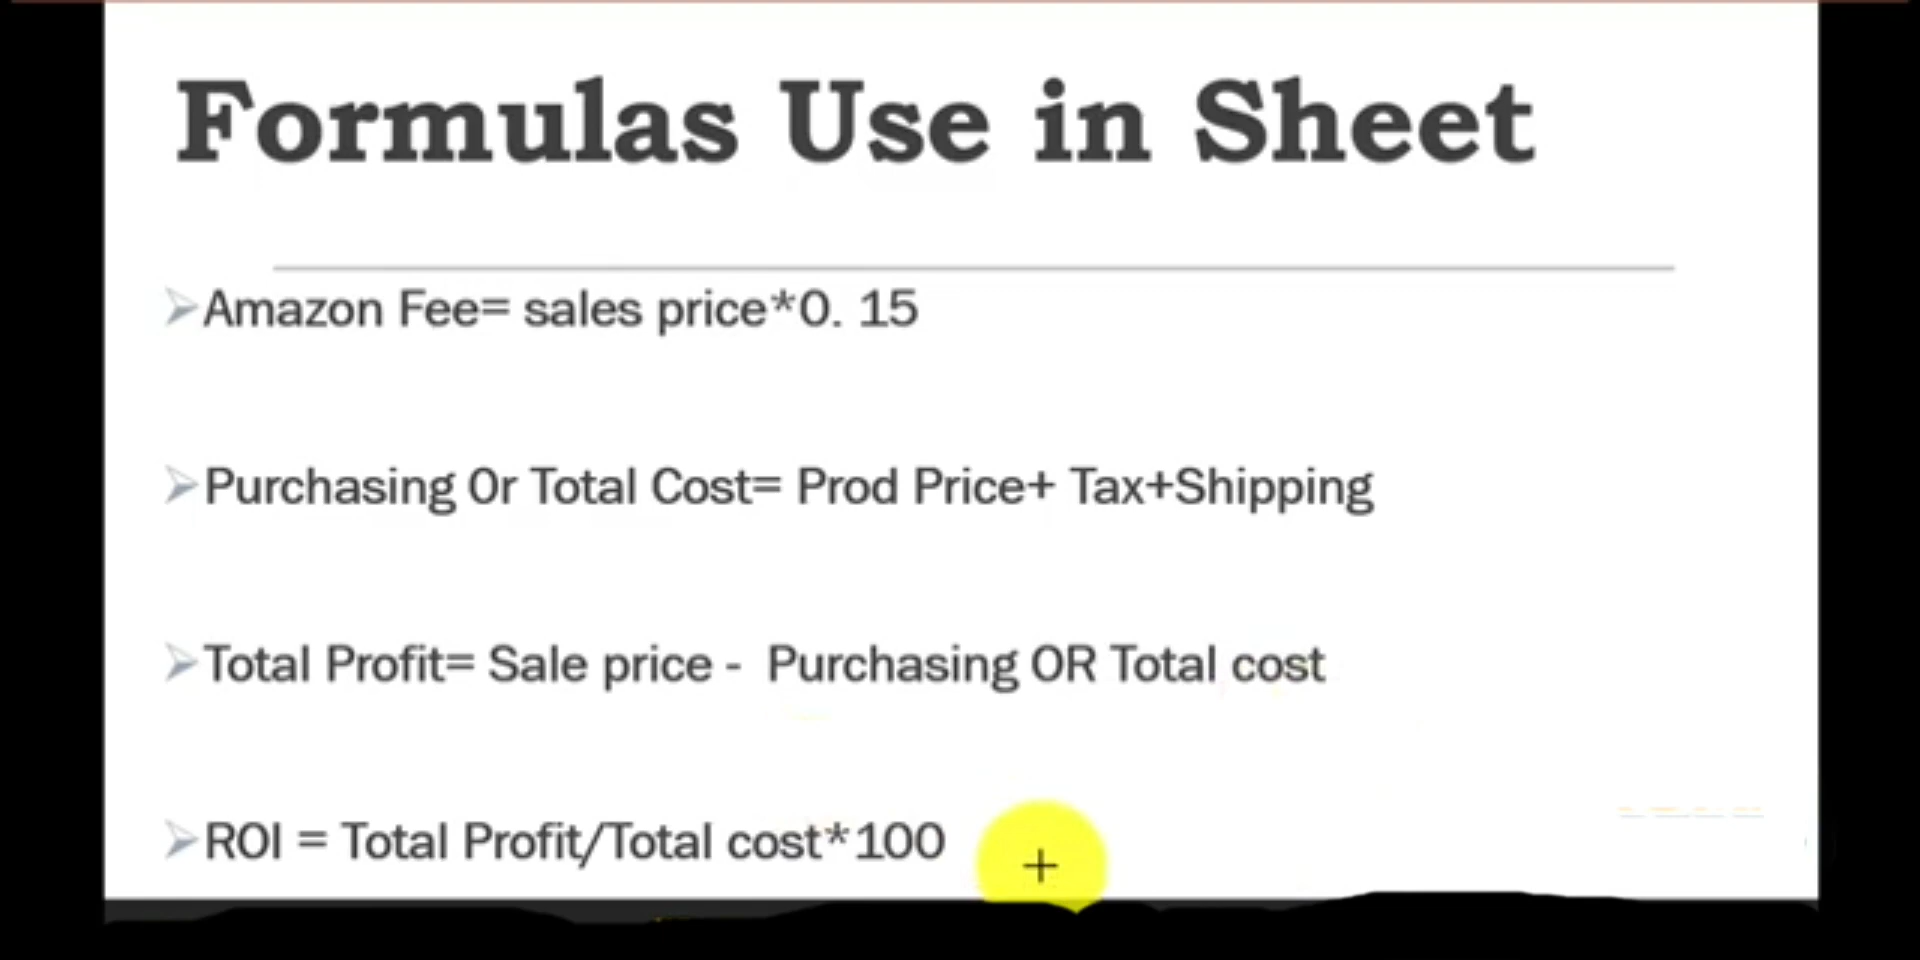 Formulas Use in Sheet
Amazon Fee= sales price*0. 15
Purchasing Or Total Cost= Prod Price+ Tax+Shipping
Total Profit= Sale price - Purchasing OR Total cost
ROI = Total Profit/Total cost*100